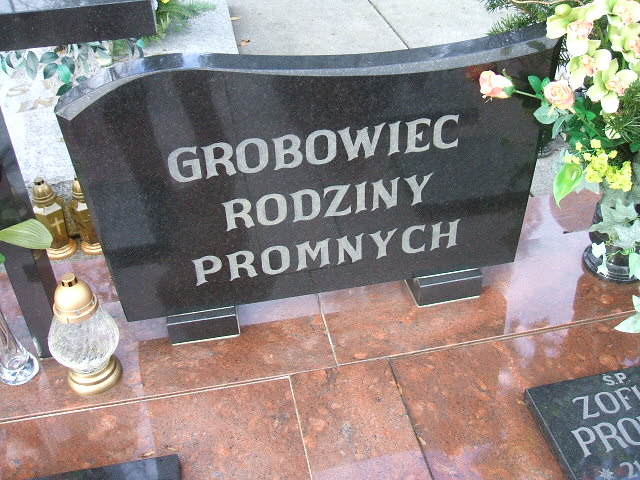 GROBOWIEC
RODZINY
PROMNYCH
Ś.P.